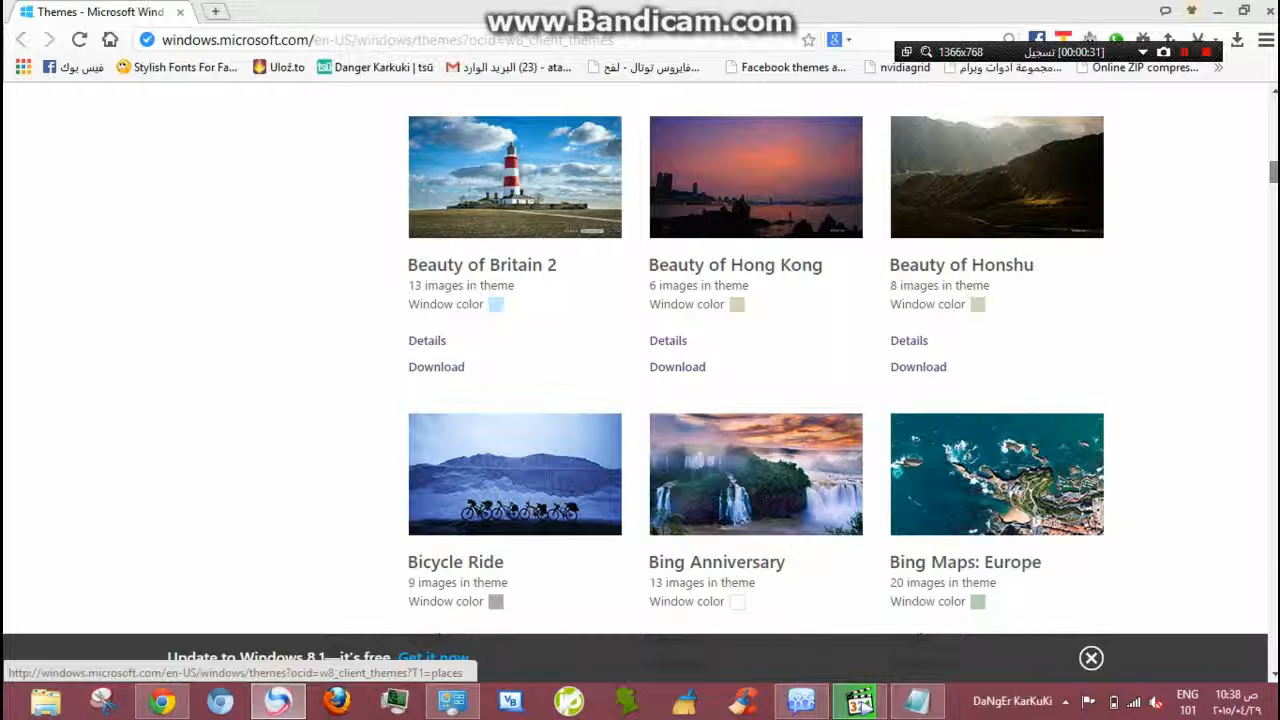 Themes - Microsoft Wind
www.Bandicam.com
windows.microsoft.com/en-US/windows/themes?ocid=w8_client_themes
1366x768
تسجيل [00:00:31]
فيس بوك
Stylish Fonts For Fa...
Uloz.to
Danger Karkuki | tsū
M البريد الوارد (23) - ata...
فايروس توتال - لفح...
Facebook themes a...
nvidiagrid
مجموعة ادوات وبرام...
Online ZIP compres...
Beauty of Britain 2
13 images in theme
Window color
Details
Download
Beauty of Hong Kong
6 images in theme
Window color
Details
Download
Beauty of Honshu
8 images in theme
Window color
Details
Download
Bicycle Ride
9 images in theme
Window color
Bing Anniversary
13 images in theme
Window color
Bing Maps: Europe
20 images in theme
Window color
Update to Windows 8.1—it's free Get it now
http://windows.microsoft.com/en-US/windows/themes?ocid=w8_client_themes?T1=places
DaNgEr KarKuKi
ENG
101
10:38 ص
٢٠١٥/٠٤/٢٩